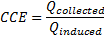 CCE = Q_collected / Q_induced